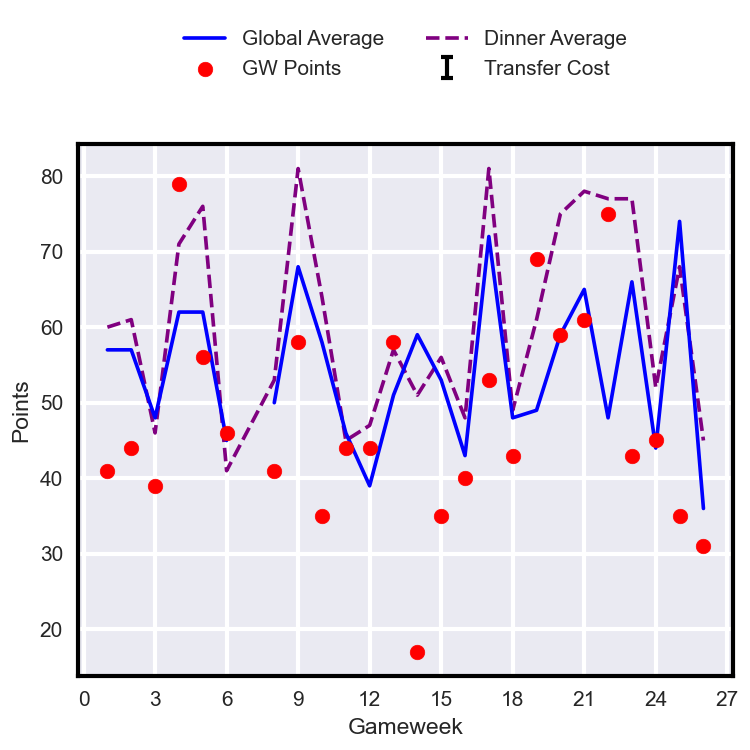 Global Average
Dinner Average
GW Points
Transfer Cost
80
70
60
50
40
30
20
Points
0 3 6 9 12 15 18 21 24 27
Gameweek